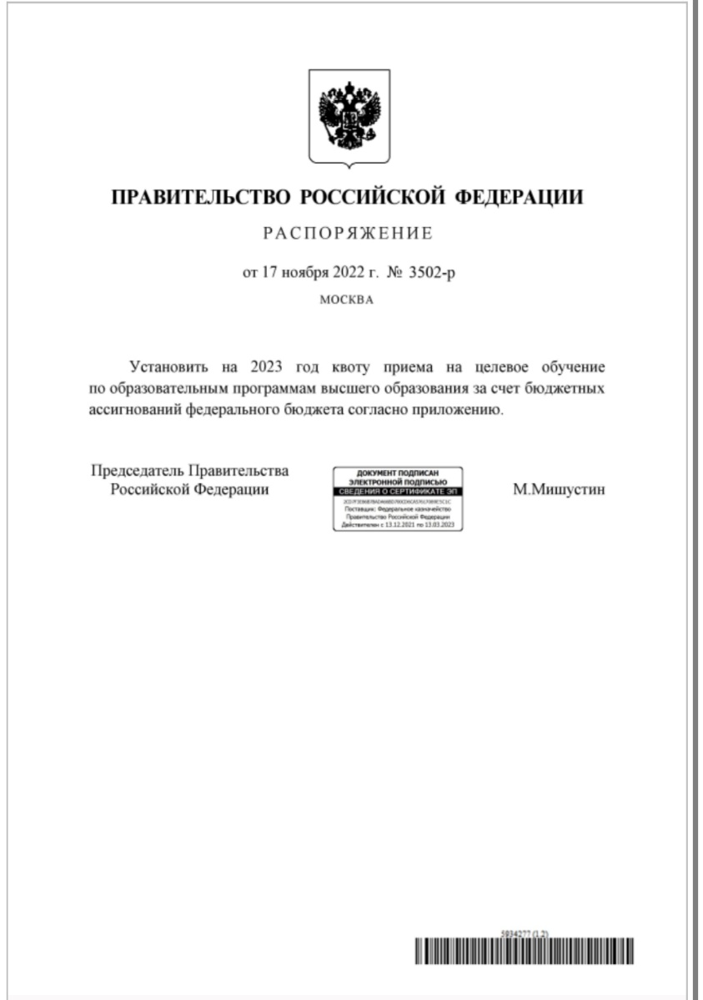 ПРАВИТЕЛЬСТВО РОССИЙСКОЙ ФЕДЕРАЦИИ
РАСПОРЯЖЕНИЕ
от 17 ноября 2022 г. № 3502-р
МОСКВА
Установить на 2023 год квоту приема на целевое обучение
по образовательным программам высшего образования за счет бюджетных
ассигнований федерального бюджета согласно приложению.
Председатель Правительства
Российской Федерации
ДОКУМЕНТ ПОДПИСАН
ЭЛЕКТРОННОЙ ПОДПИСЬЮ
СВЕДЕНИЯ О СЕРТИФИКАТЕ ЭП
Поставщик: Федеральное казначейство
Правительство Российской Федерации
Действителен с 13.12.2021 по 13.03.2023
М.Мишустин
5934277 (1.2)